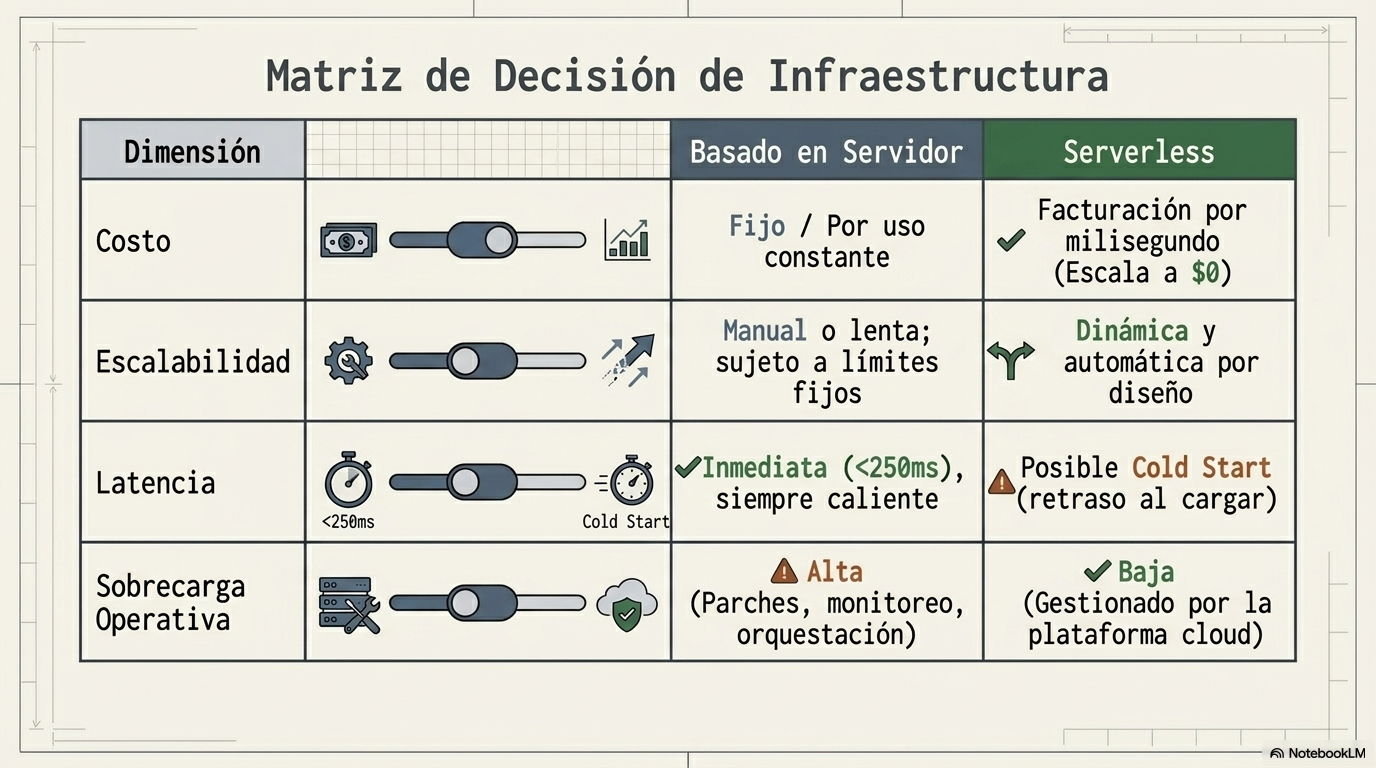 Matriz de Decisión de Infraestructura
Dimensión
Basado en Servidor
Serverless
Costo
Fijo / Por uso
constante
Facturación por
milisegundo
(Escala a $0)
Escalabilidad
Manual o lenta;
sujeto a límites
fijos
Dinámica y
automática por
diseño
Latencia
<250ms
Cold Start
Inmediata (<250ms),
siempre caliente
Posible Cold Start
(retraso al cargar)
Sobrecarga
Operativa
Alta
(Parches, monitoreo,
orquestación)
Baja
(Gestionado por la
plataforma cloud)
NotebookLM